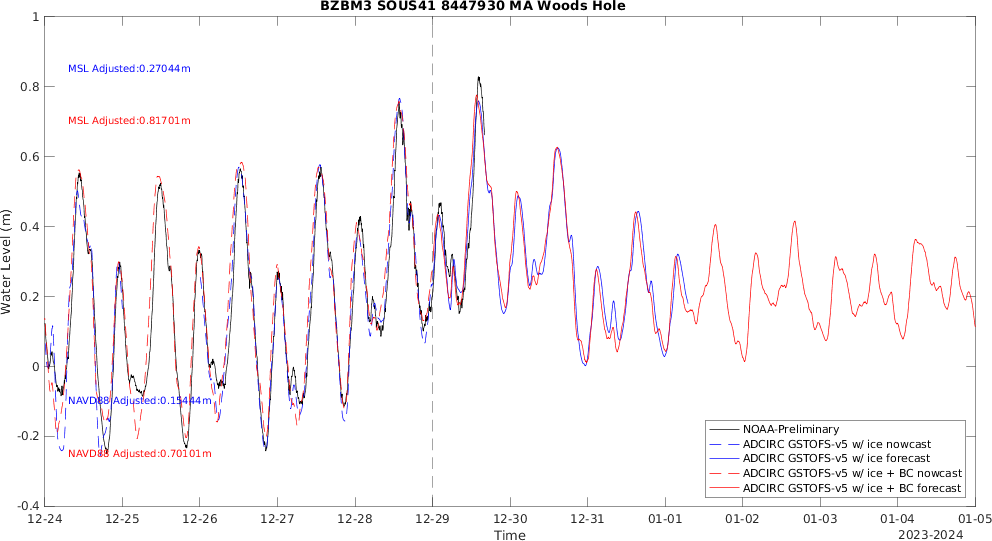 BZBM3 SOUS41 8447930 MA Woods Hole
Water Level (m)
1
0.8
0.6
0.4
0.2
0
-0.2
-0.4
MSL Adjusted:0.27044m
MSL Adjusted:0.81701m
NAVD88 Adjusted:0.15444m
NAVD88 Adjusted:0.70101m
NOAA-Preliminary
ADCIRC GSTOFS-v5 w/ ice nowcast
ADCIRC GSTOFS-v5 w/ ice forecast
ADCIRC GSTOFS-v5 w/ ice + BC nowcast
ADCIRC GSTOFS-v5 w/ ice + BC forecast
12-24 12-25 12-26 12-27 12-28 12-29 12-30 12-31 01-01 01-02 01-03 01-04 01-05
Time
2023-2024